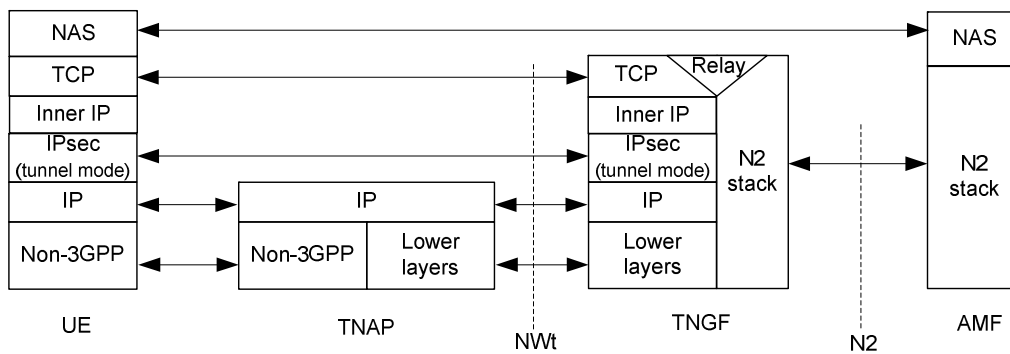 NAS
TCP
Inner IP
IPsec
(tunnel mode)
IP
Non-3GPP
UE
IP
Non-3GPP
Lower
layers
TNAP
NWt
TCP
Relay
Inner IP
IPsec
(tunnel mode)
IP
Lower
layers
N2
stack
TNGF
N2
NAS
N2
stack
AMF